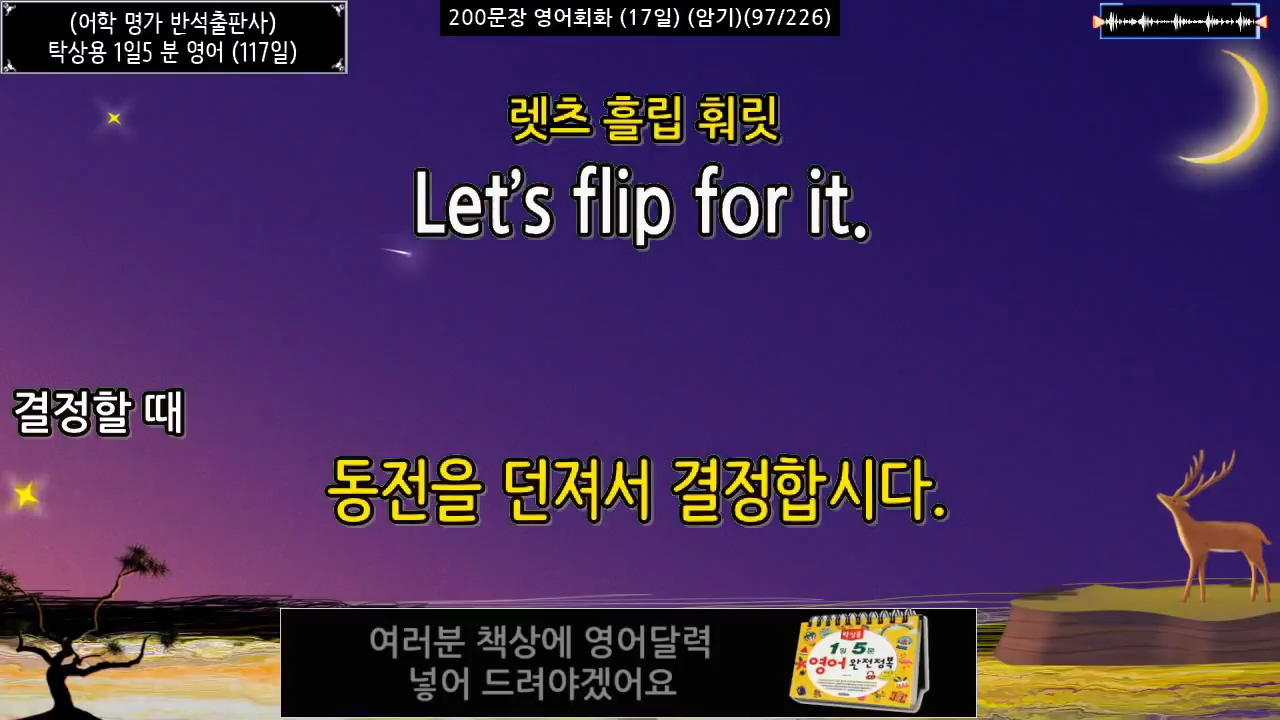 (어학 명가 반석출판사)
탁상용 1일5 분 영어 (117일)
200문장 영어회화 (17일) (암기)(97/226)
렛츠 흘립 훠릿
Let's flip for it.
결정할 때
동전을 던져서 결정합시다.
여러분 책상에 영어달력
넣어 드려야겠어요
탁상용
1일 5분
영어 완전정복